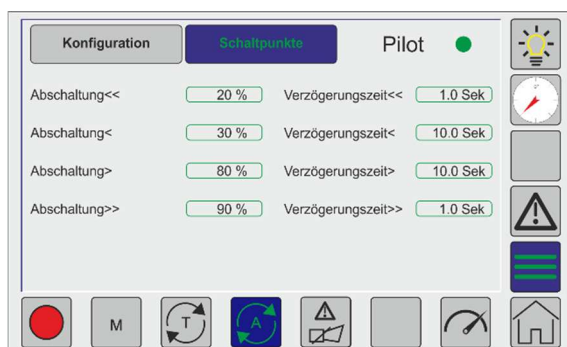 Konfiguration Schaltpunkte Pilot
Abschaltung<< 20 % Verzögerungszeit<< 1.0 Sek
Abschaltung< 30 % Verzögerungszeit< 10.0 Sek
Abschaltung> 80 % Verzögerungszeit> 10.0 Sek
Abschaltung>> 90 % Verzögerungszeit>> 1.0 Sek
M T A